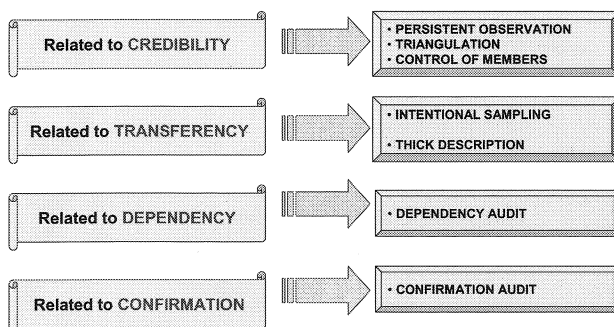 Related to CREDIBILITY
• PERSISTENT OBSERVATION
• TRIANGULATION
• CONTROL OF MEMBERS
Related to TRANSFERENCY
• INTENTIONAL SAMPLING
• THICK DESCRIPTION
Related to DEPENDENCY
• DEPENDENCY AUDIT
Related to CONFIRMATION
• CONFIRMATION AUDIT